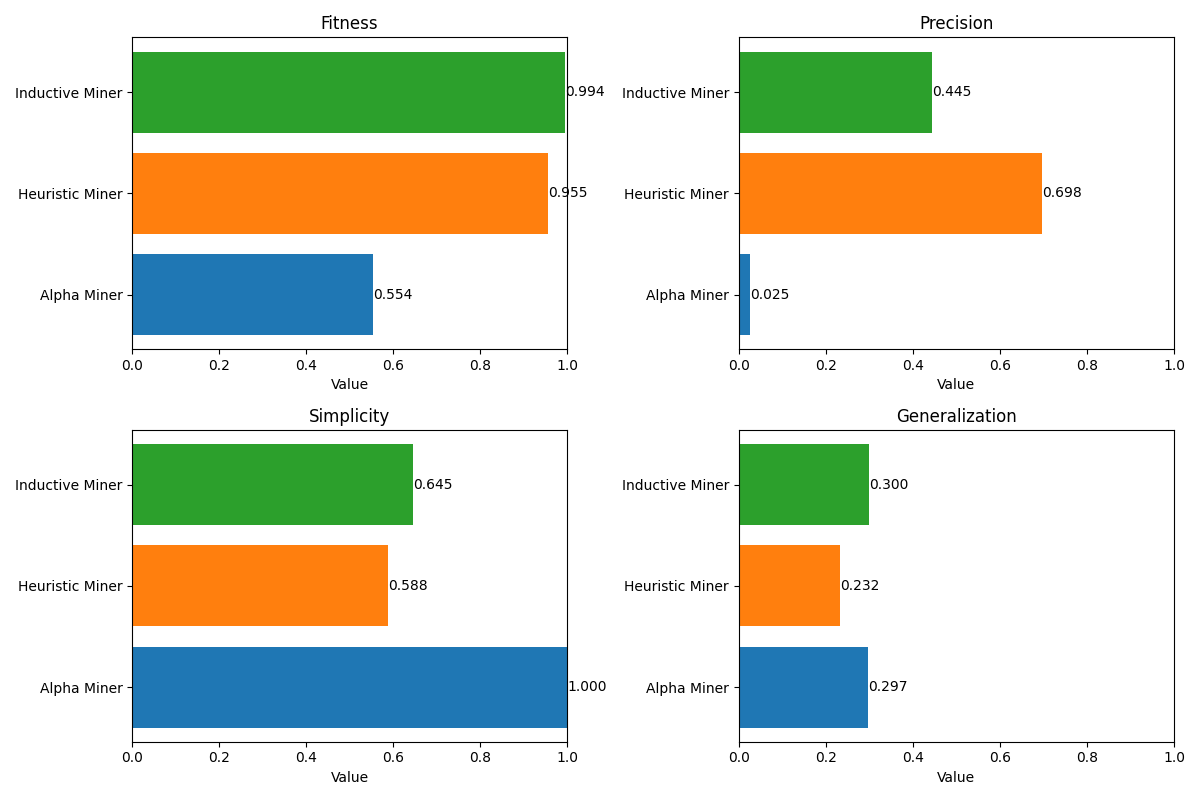 Fitness
Inductive Miner
0.994
Heuristic Miner
0.955
Alpha Miner
0.554
0.0 0.2 0.4 0.6 0.8 1.0
Value
Precision
Inductive Miner
0.445
Heuristic Miner
0.698
Alpha Miner
0.025
0.0 0.2 0.4 0.6 0.8 1.0
Value
Simplicity
Inductive Miner
0.645
Heuristic Miner
0.588
Alpha Miner
1.000
0.0 0.2 0.4 0.6 0.8 1.0
Value
Generalization
Inductive Miner
0.300
Heuristic Miner
0.232
Alpha Miner
0.297
0.0 0.2 0.4 0.6 0.8 1.0
Value